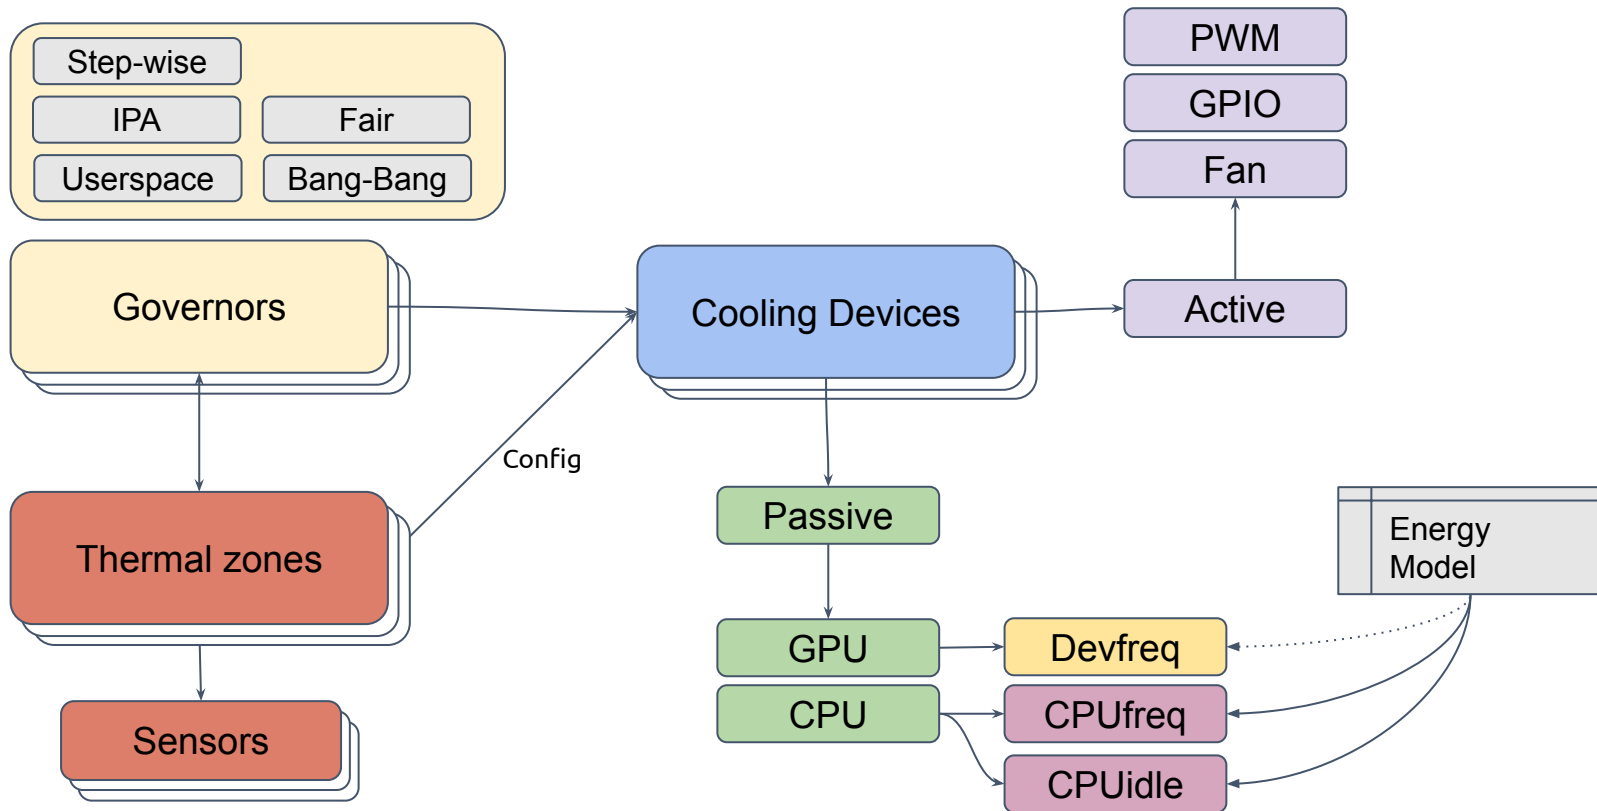 Step-wise
IPA
Fair
Userspace
Bang-Bang
PWM
GPIO
Fan
Governors
Cooling Devices
Active
Config
Thermal zones
Passive
Energy
Model
GPU
Devfreq
CPU
CPUfreq
Sensors
CPUidle